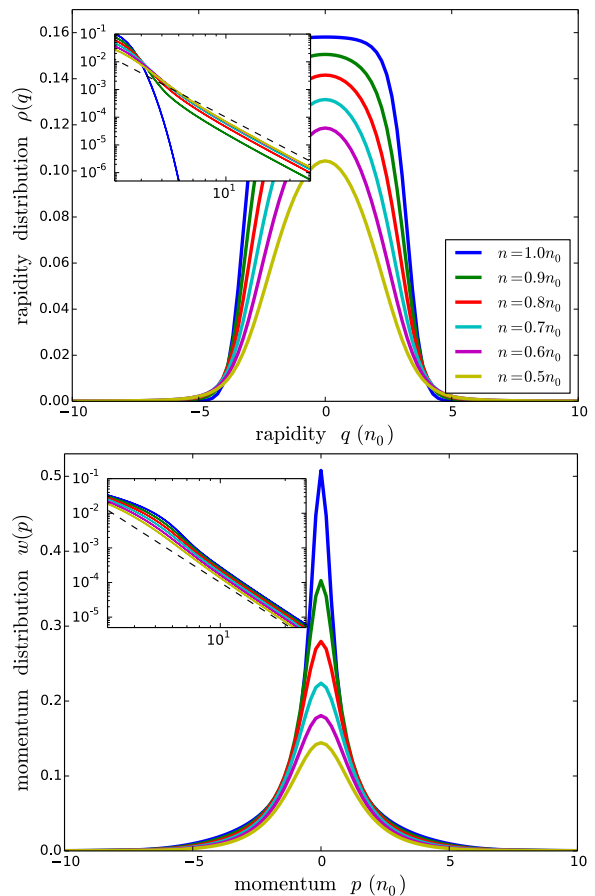 rapidity distribution ρ(q)
0.16
0.14
0.12
0.10
0.08
0.06
0.04
0.02
0.00
10⁻¹
10⁻²
10⁻³
10⁻⁴
10⁻⁵
10⁻⁶
10¹
n=1.0n₀
n=0.9n₀
n=0.8n₀
n=0.7n₀
n=0.6n₀
n=0.5n₀
−10 −5 0 5 10
rapidity q (n₀)
momentum distribution w(p)
0.5
0.4
0.3
0.2
0.1
0.0
10⁻¹
10⁻²
10⁻³
10⁻⁴
10⁻⁵
10¹
−10 −5 0 5 10
momentum p (n₀)